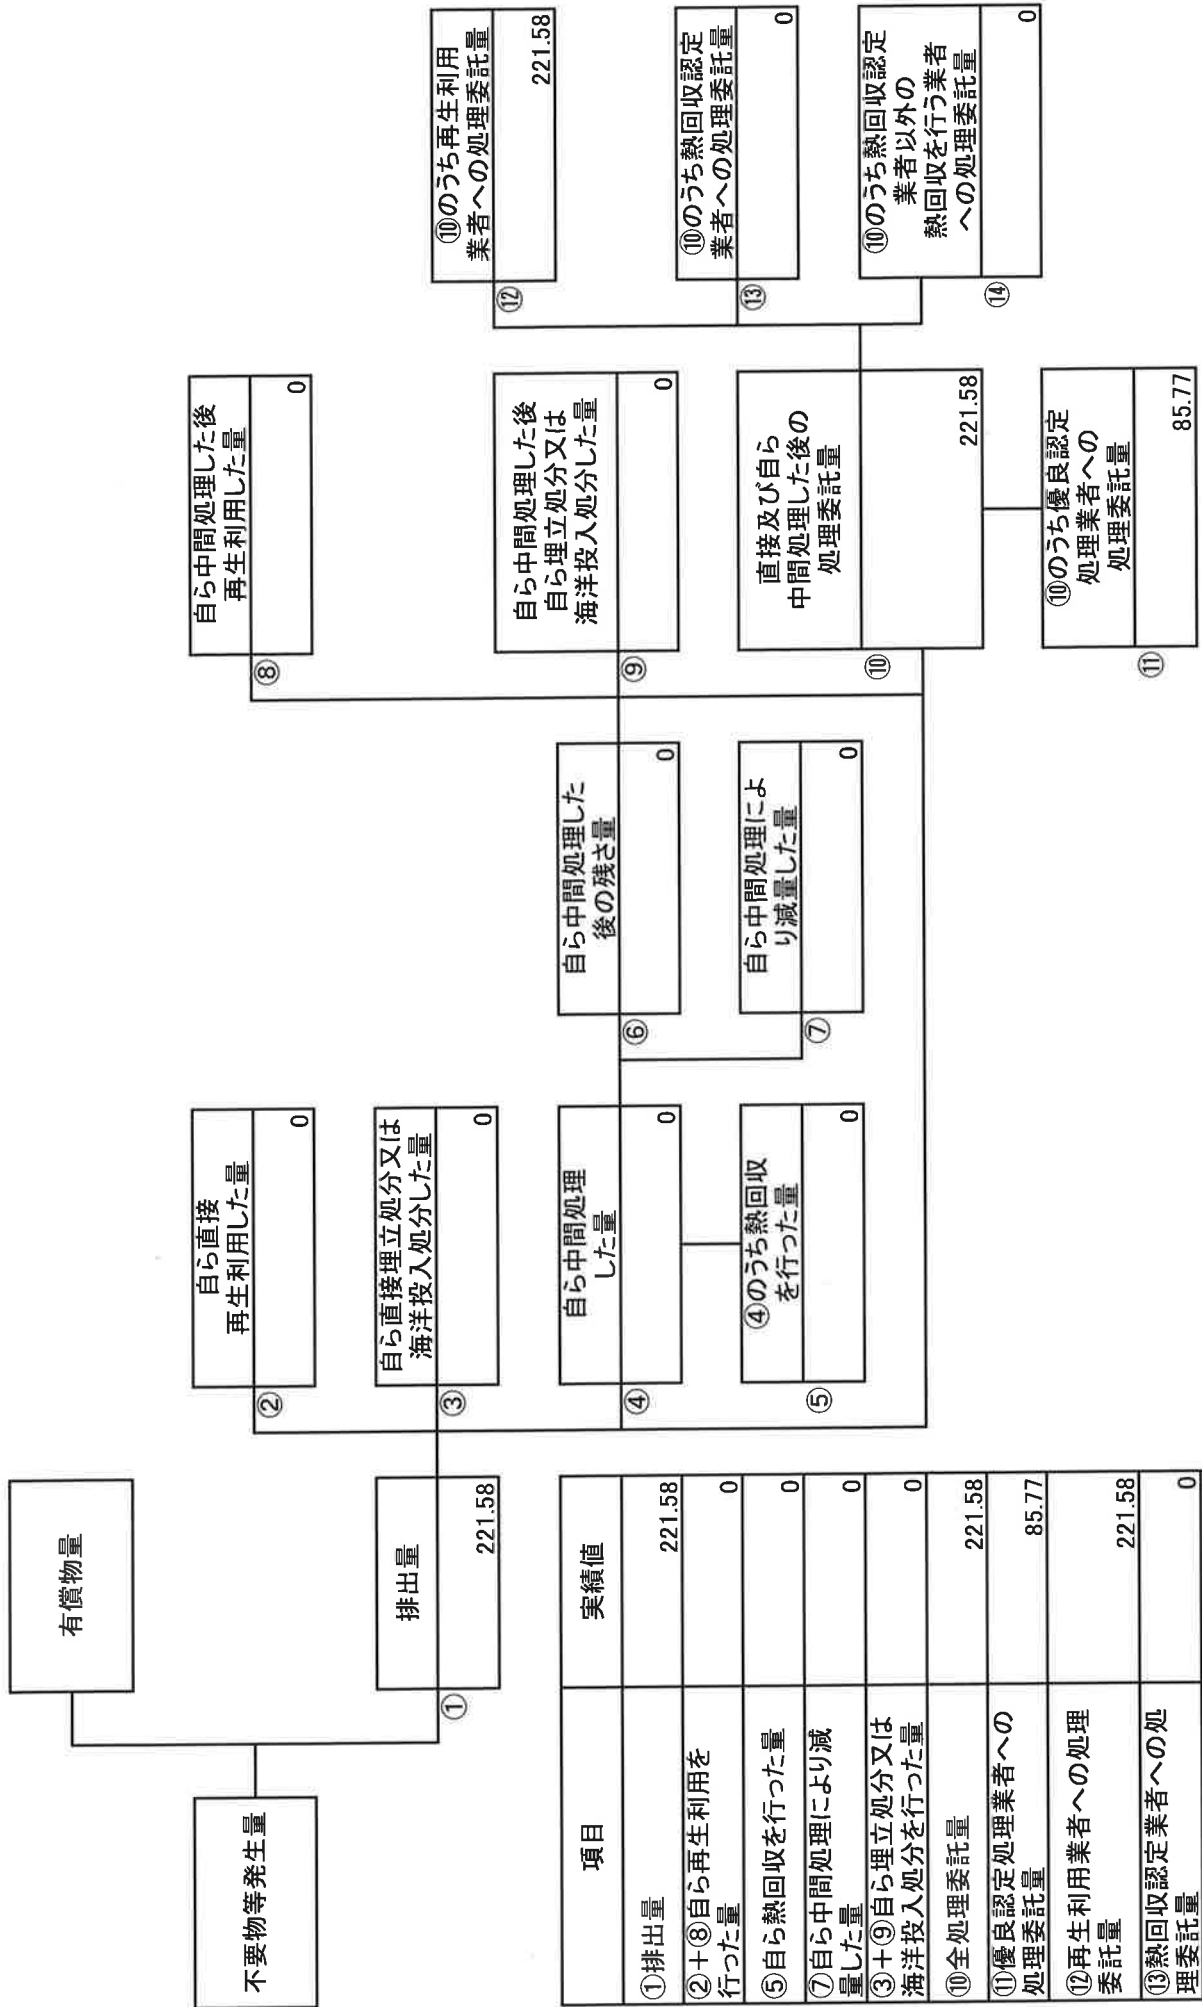 有償物量
不要物等発生量
排出量
①
221.58
自ら直接
再生利用した量
②
0
自ら直接埋立処分又は
海洋投入処分した量
③
0
自ら中間処理
した量
④
0
④のうち熱回収
を行った量
⑤
0
自ら中間処理した
後の残さ量
⑥
0
自ら中間処理によ
り減量した量
⑦
0
自ら中間処理した後
再生利用した量
⑧
0
自ら中間処理した後
自ら埋立処分又は
海洋投入処分した量
⑨
0
直接及び自ら
中間処理した後の
処理委託量
⑩
221.58
⑩のうち優良認定
処理業者への
処理委託量
⑪
85.77
⑩のうち再生利用
業者への処理委託量
⑫
221.58
⑩のうち熱回収認定
業者への処理委託量
⑬
0
⑩のうち熱回収認定
業者以外の
熱回収を行う業者
への処理委託量
⑭
0
項目 実績値
①排出量 221.58
②＋⑧自ら再生利用を
行った量 0
⑤自ら熱回収を行った量 0
⑦自ら中間処理により減
量した量 0
③＋⑨自ら埋立処分又は
海洋投入処分を行った量 0
⑩全処理委託量 221.58
⑪優良認定処理業者への
処理委託量 85.77
⑫再生利用業者への処理
委託量 221.58
⑬熱回収認定業者への処
理委託量 0